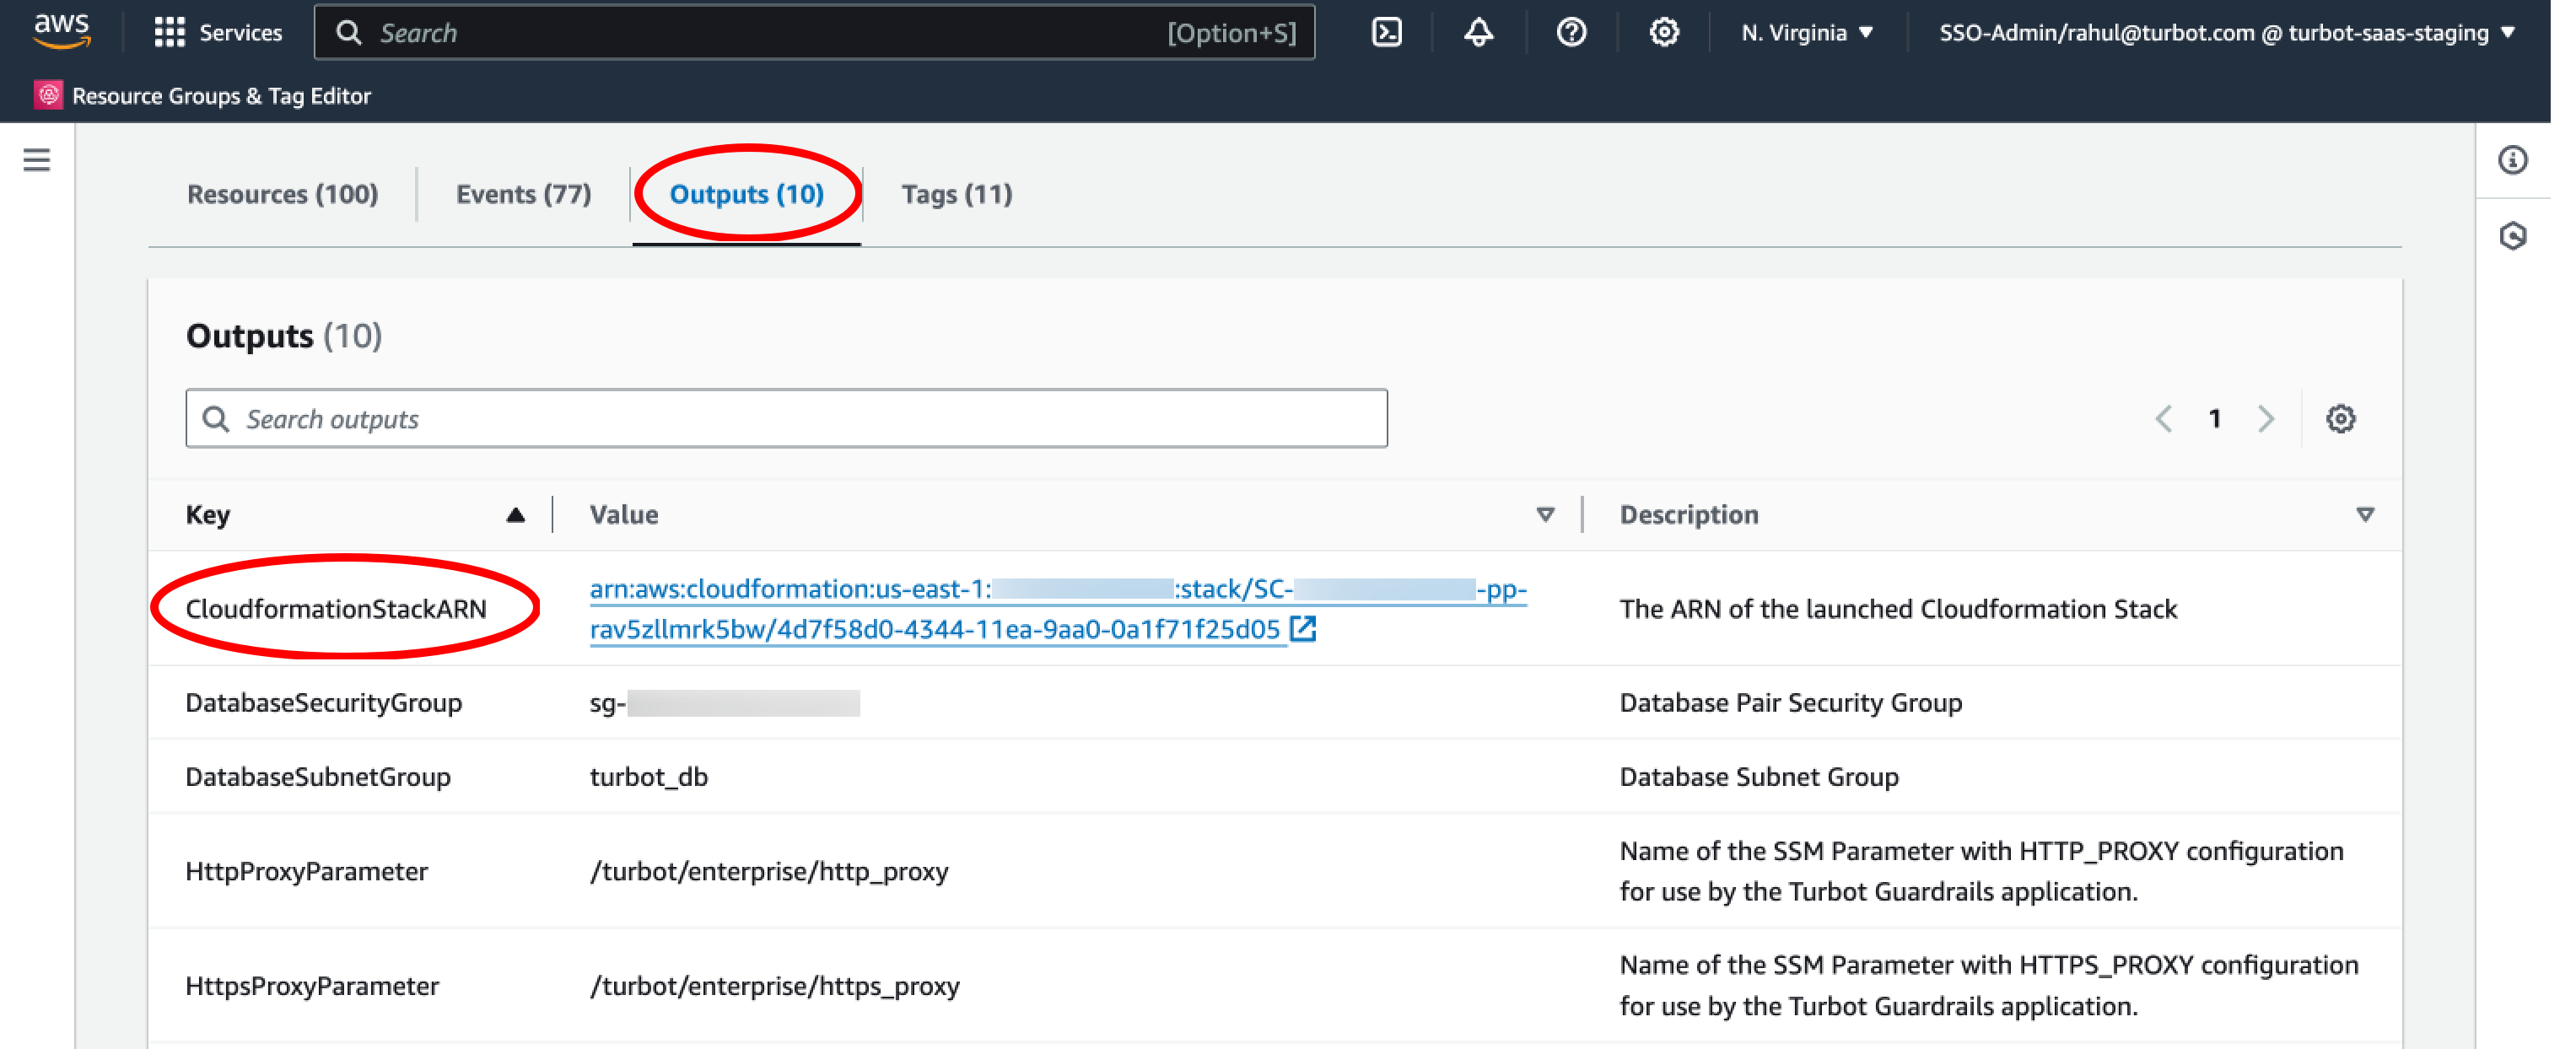 aws
Services
Search [Option+S]
N. Virginia
SSO-Admin/rahul@turbot.com @ turbot-saas-staging
Resource Groups & Tag Editor
Resources (100)
Events (77)
Outputs (10)
Tags (11)
Outputs (10)
Search outputs
1
Key
Value
Description
CloudformationStackARN
arn:aws:cloudformation:us-east-1: :stack/SC- -pp-
rav5zllmrk5bw/4d7f58d0-4344-11ea-9aa0-0a1f71f25d05
The ARN of the launched Cloudformation Stack
DatabaseSecurityGroup
sg-
Database Pair Security Group
DatabaseSubnetGroup
turbot_db
Database Subnet Group
HttpProxyParameter
/turbot/enterprise/http_proxy
Name of the SSM Parameter with HTTP_PROXY configuration
for use by the Turbot Guardrails application.
HttpsProxyParameter
/turbot/enterprise/https_proxy
Name of the SSM Parameter with HTTPS_PROXY configuration
for use by the Turbot Guardrails application.